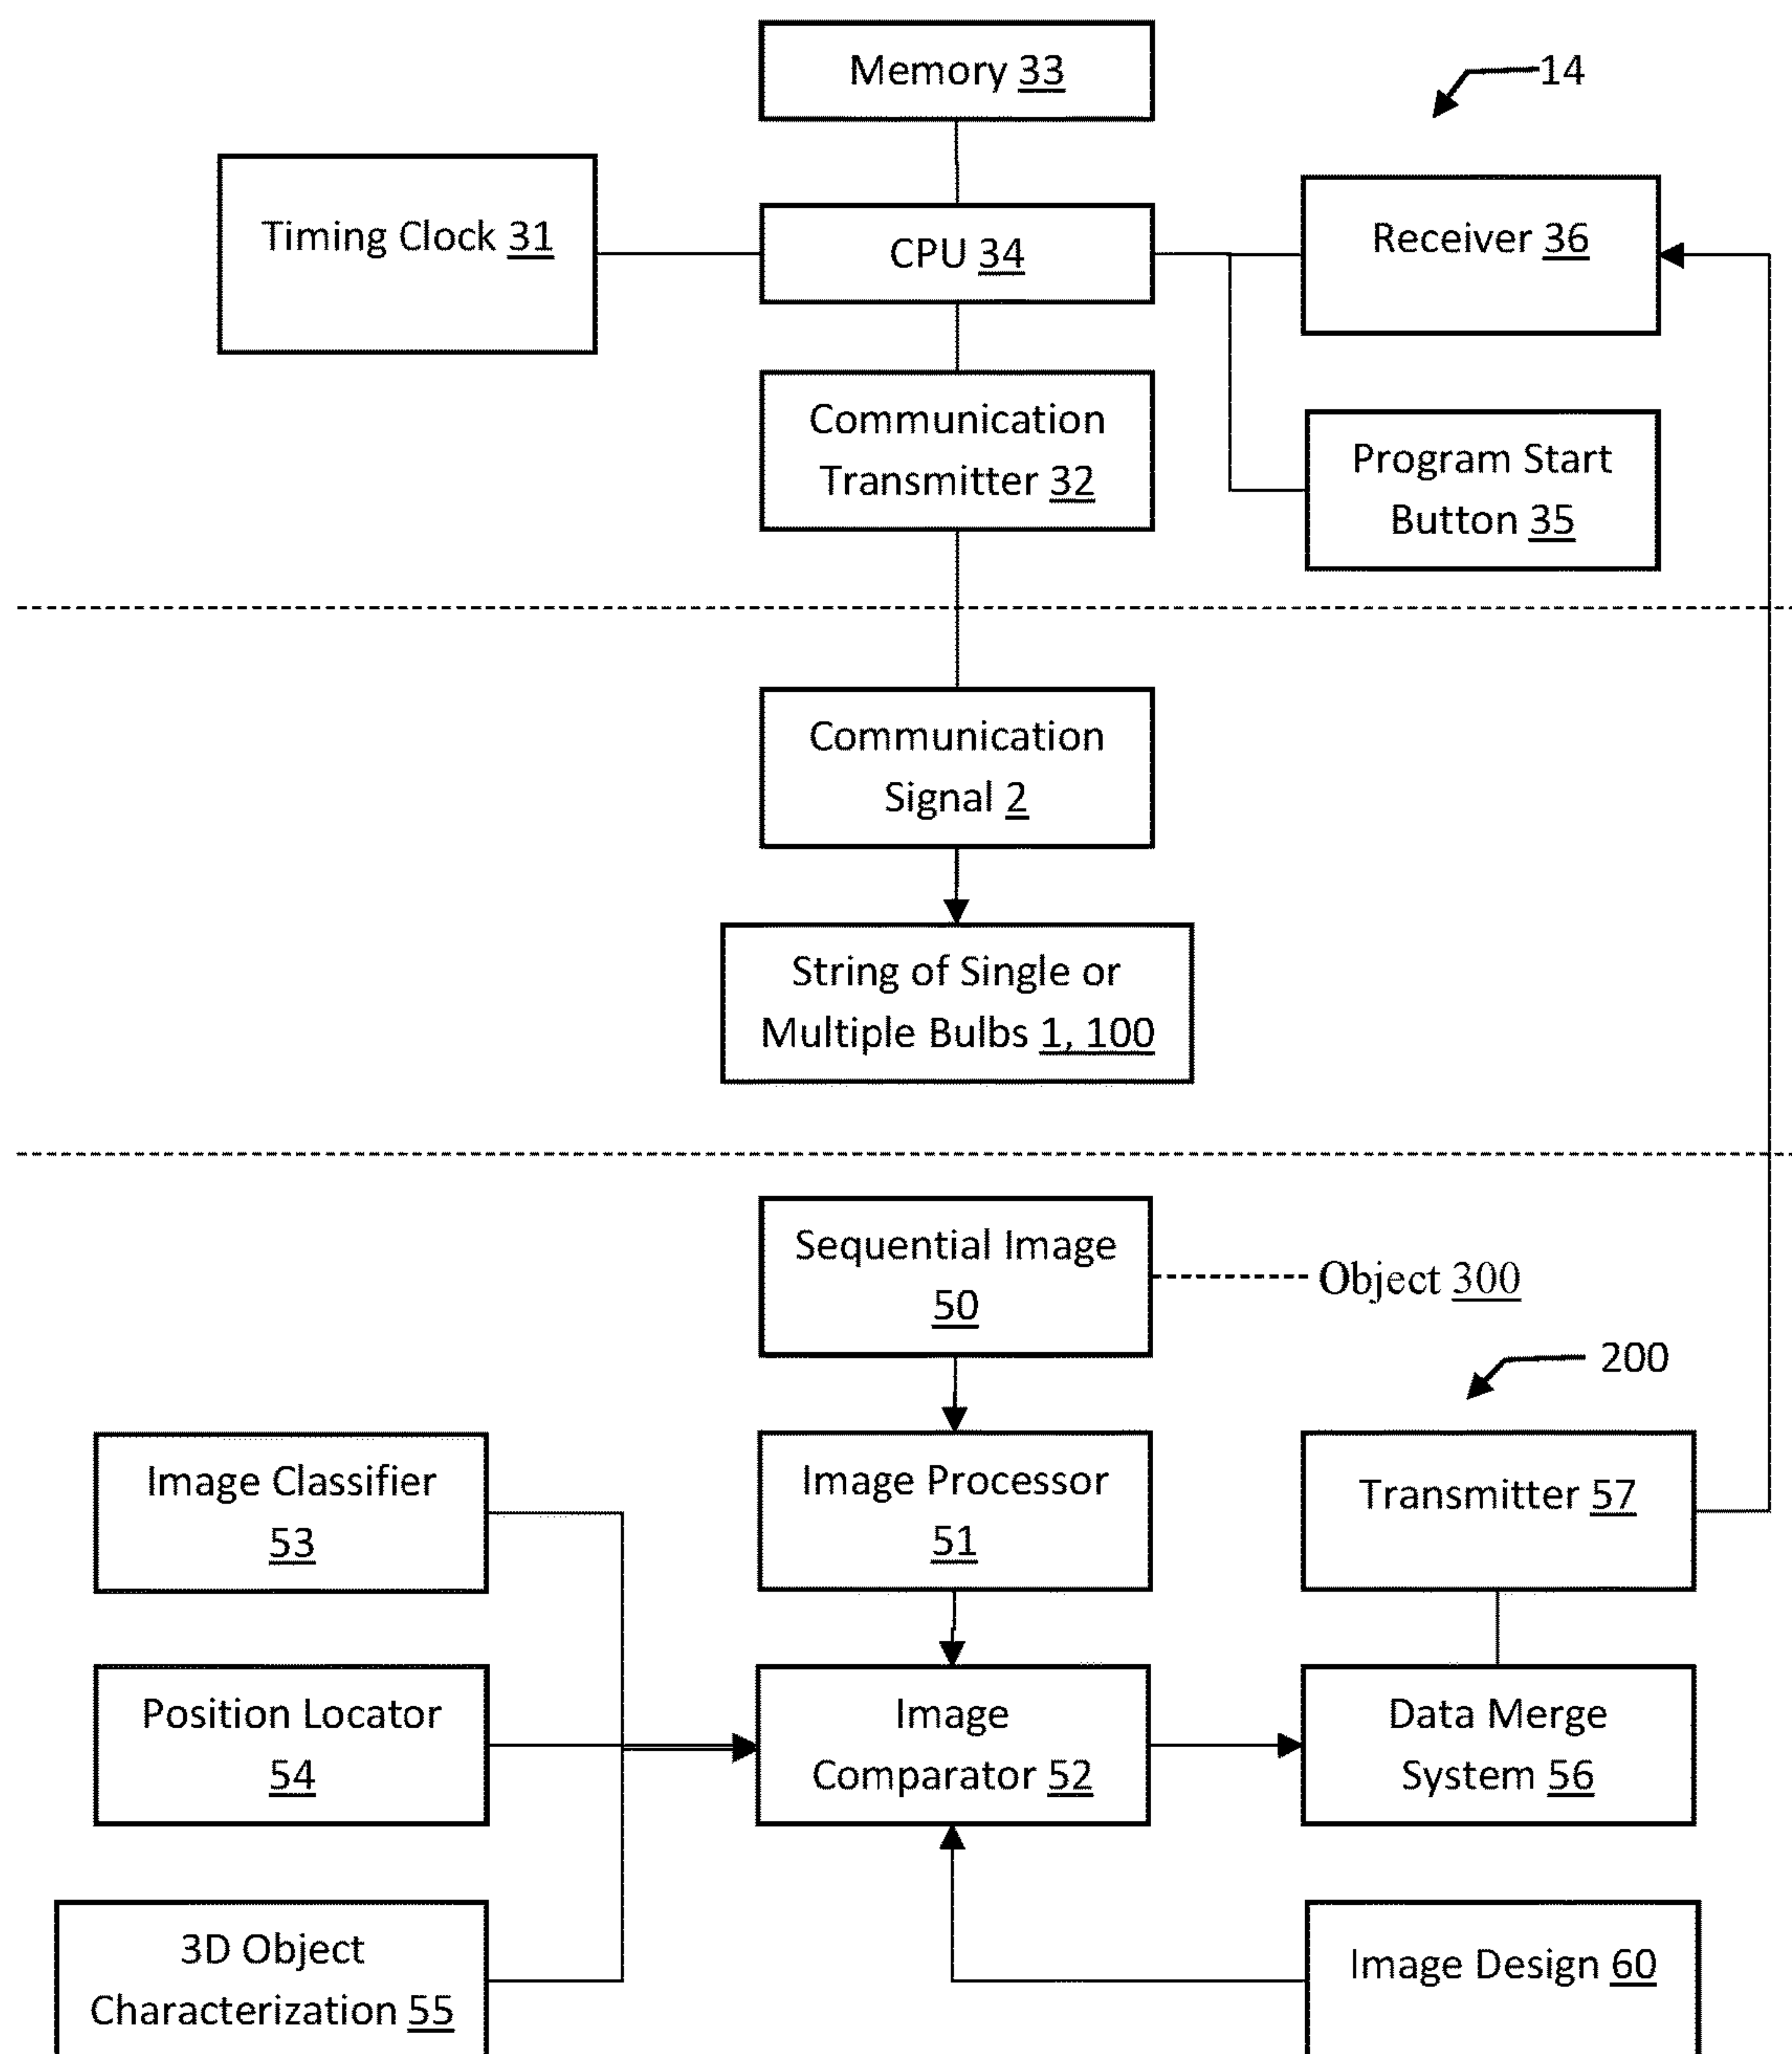 Memory 33
14
Timing Clock 31
CPU 34
Receiver 36
Communication
Transmitter 32
Program Start
Button 35
Communication
Signal 2
String of Single or
Multiple Bulbs 1, 100
Sequential Image
50
Object 300
200
Image Classifier
53
Image Processor
51
Transmitter 57
Position Locator
54
Image
Comparator 52
Data Merge
System 56
3D Object
Characterization 55
Image Design 60